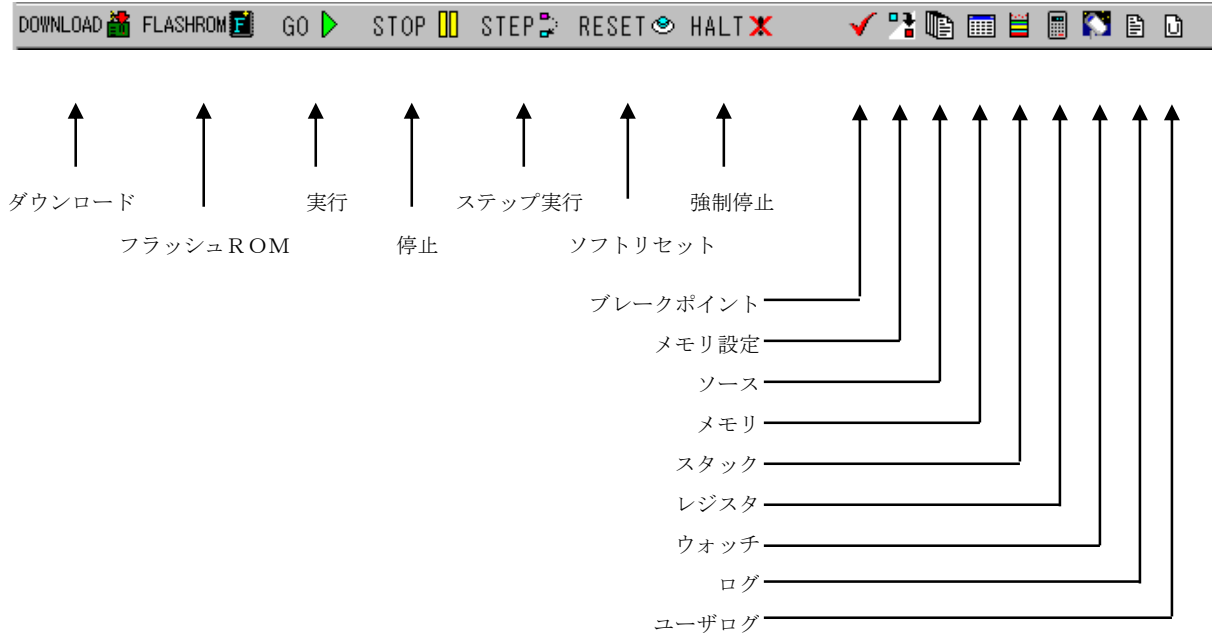 DOWNLOAD FLASHROM GO STOP STEP RESET HALT
ダウンロード 実行 ステップ実行 強制停止
フラッシュＲＯＭ 停止 ソフトリセット
ブレークポイント
メモリ設定
ソース
メモリ
スタック
レジスタ
ウォッチ
ログ
ユーザログ